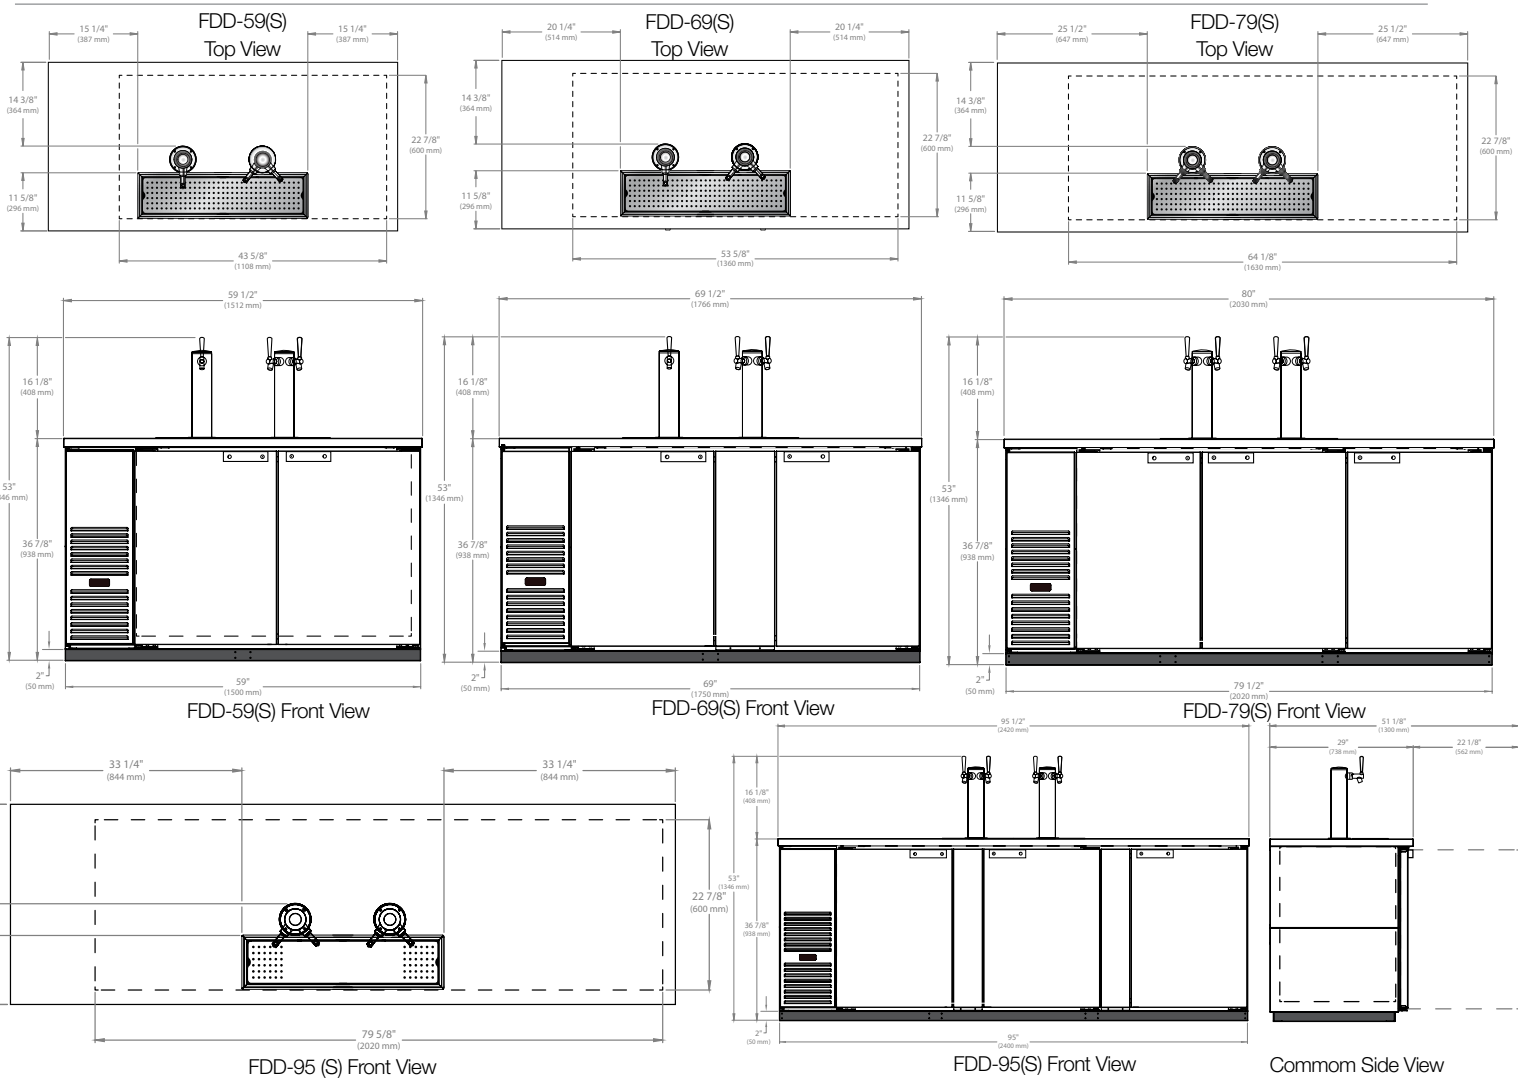 FDD-59(S)
Top View
15 1/4"
(387 mm)
15 1/4"
(387 mm)
14 3/8"
(364 mm)
11 5/8"
(296 mm)
22 7/8"
(600 mm)
43 5/8"
(1108 mm)
FDD-69(S)
Top View
20 1/4"
(514 mm)
20 1/4"
(514 mm)
14 3/8"
(364 mm)
11 5/8"
(296 mm)
22 7/8"
(600 mm)
53 5/8"
(1360 mm)
FDD-79(S)
Top View
25 1/2"
(647 mm)
25 1/2"
(647 mm)
14 3/8"
(364 mm)
11 5/8"
(296 mm)
22 7/8"
(600 mm)
64 1/8"
(1630 mm)
59 1/2"
(1512 mm)
16 1/8"
(408 mm)
53"
46 mm)
36 7/8"
(938 mm)
2"
(50 mm)
59"
(1500 mm)
FDD-59(S) Front View
69 1/2"
(1766 mm)
16 1/8"
(408 mm)
53"
(1346 mm)
36 7/8"
(938 mm)
2"
(50 mm)
69"
(1750 mm)
FDD-69(S) Front View
80"
(2030 mm)
16 1/8"
(408 mm)
53"
(1346 mm)
36 7/8"
(938 mm)
2"
(50 mm)
79 1/2"
(2020 mm)
FDD-79(S) Front View
33 1/4"
(844 mm)
33 1/4"
(844 mm)
22 7/8"
(600 mm)
79 5/8"
(2020 mm)
FDD-95 (S) Front View
95 1/2"
(2420 mm)
16 1/8"
(408 mm)
53"
(1346 mm)
36 7/8"
(938 mm)
2"
(50 mm)
95"
(2400 mm)
FDD-95(S) Front View
51 1/8"
(1300 mm)
29"
(738 mm)
22 1/8"
(562 mm)
Commom Side View